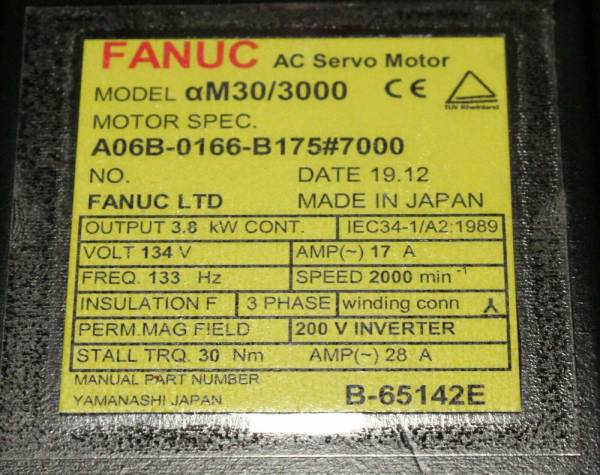 FANUC AC Servo Motor
MODEL αM30/3000 CE
TÜV Rheinland
MOTOR SPEC.
A06B-0166-B175#7000
NO. DATE 19.12
FANUC LTD MADE IN JAPAN
OUTPUT 3.8 kW CONT. IEC34-1/A2:1989
VOLT 134 V AMP(~) 17 A
FREQ. 133 Hz SPEED 2000 min⁻¹
INSULATION F 3 PHASE winding conn
PERM.MAG FIELD 200 V INVERTER
STALL TRQ. 30 Nm AMP(~) 28 A
MANUAL PART NUMBER B-65142E
YAMANASHI JAPAN